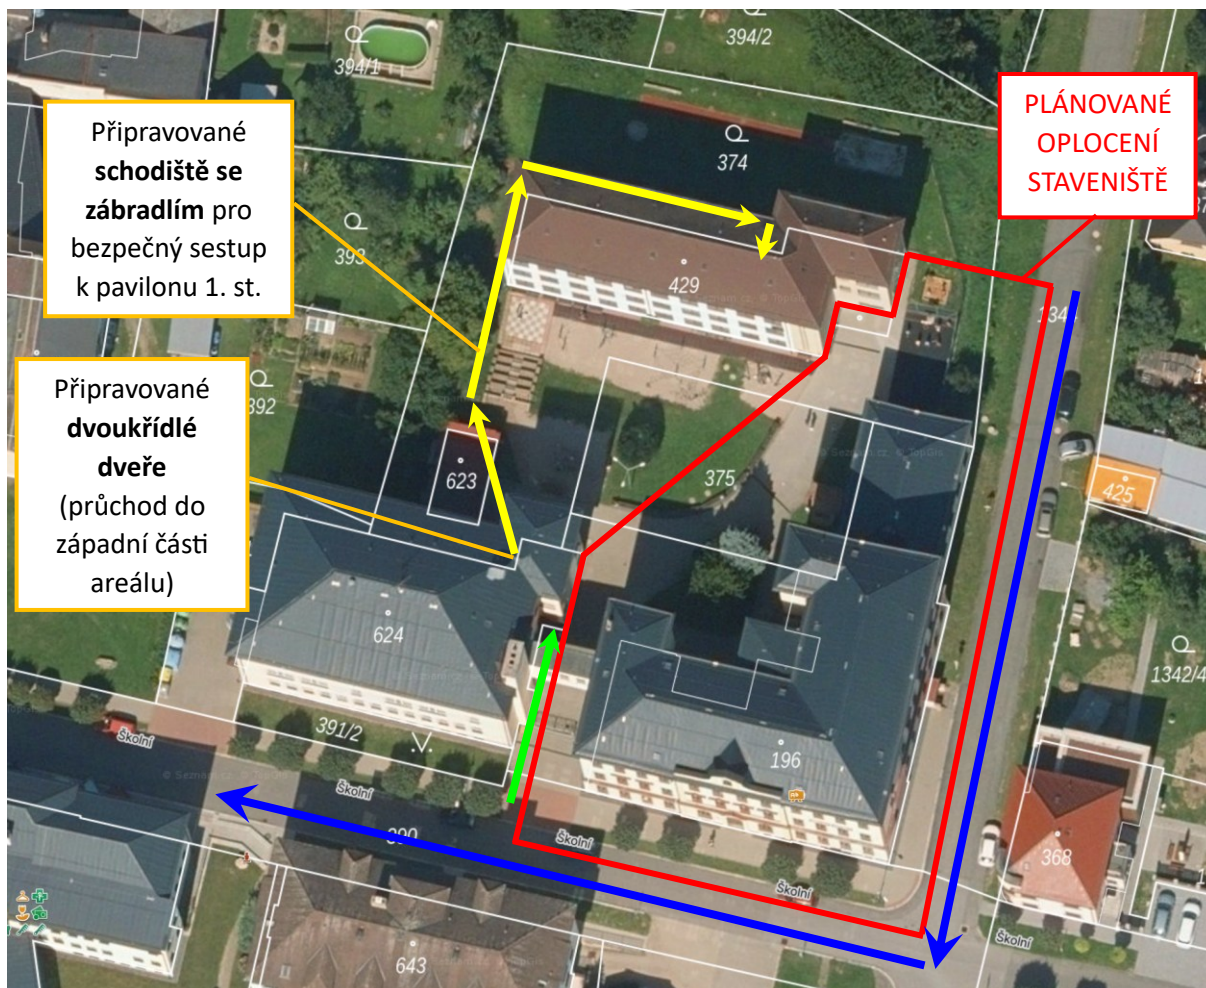 394/2
394/1
Připravované
schodiště se
zábradlím pro
bezpečný sestup
k pavilonu 1. st.
PLÁNOVANÉ
OPLOCENÍ
STAVENIŠTĚ
374
393
429
Připravované
dvoukřídlé
dveře
(průchod do
západní části
areálu)
392
623
375
425
624
1342/4
391/2
Školní
196
Školní
390
Školní
368
Školní
Školní
643